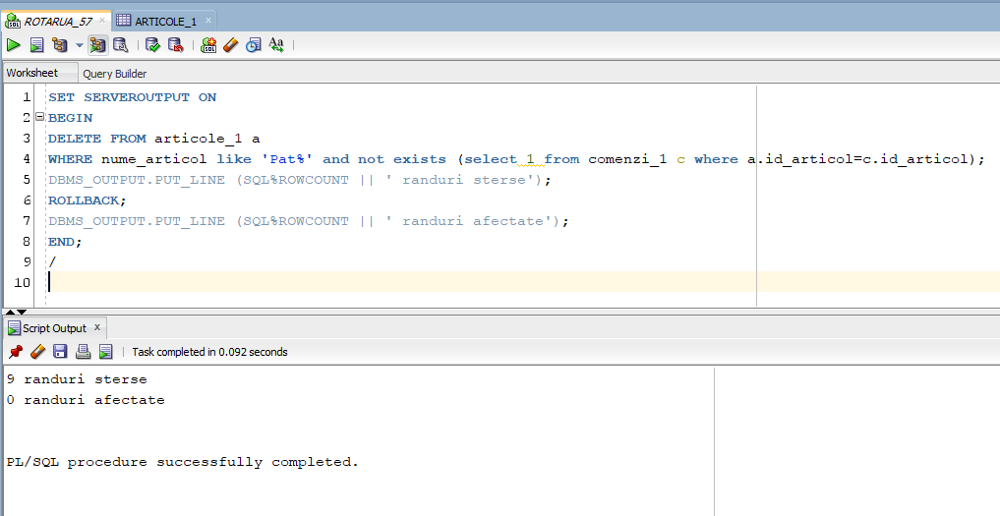 ROTARUA_57 ARTICOLE_1
Worksheet Query Builder
1 SET SERVEROUTPUT ON
2 BEGIN
3 DELETE FROM articole_1 a
4 WHERE nume_articol like 'Pat%' and not exists (select 1 from comenzi_1 c where a.id_articol=c.id_articol);
5 DBMS_OUTPUT.PUT_LINE (SQL%ROWCOUNT || ' randuri sterse');
6 ROLLBACK;
7 DBMS_OUTPUT.PUT_LINE (SQL%ROWCOUNT || ' randuri afectate');
8 END;
9 /
10
Script Output x
Task completed in 0.092 seconds
9 randuri sterse
0 randuri afectate
PL/SQL procedure successfully completed.